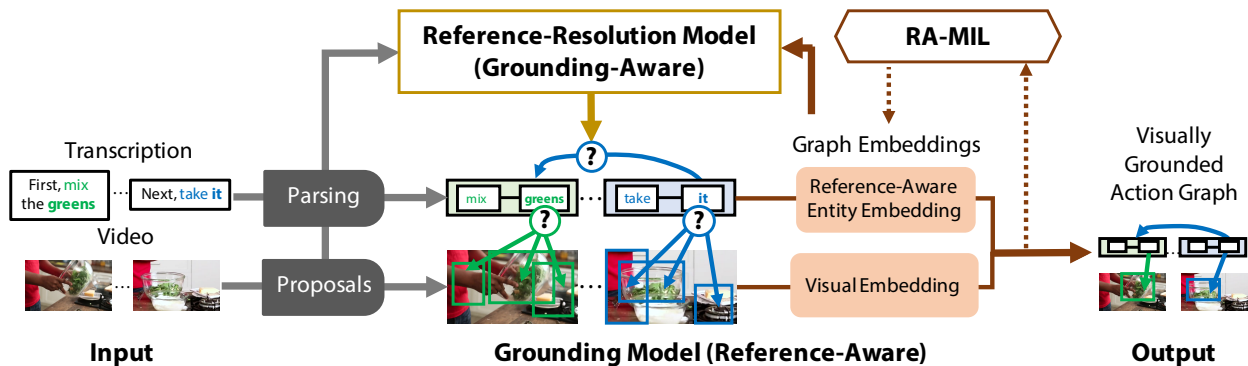 Reference-Resolution Model
(Grounding-Aware)
RA-MIL
Transcription
First, mix
the greens
...
Next, take it
Parsing
?
Graph Embeddings
mix
greens
...
take
it
Reference-Aware
Entity Embedding
Visually
Grounded
Action Graph
...
Video
...
Proposals
?
?
...
Visual Embedding
...
Input
Grounding Model (Reference-Aware)
Output